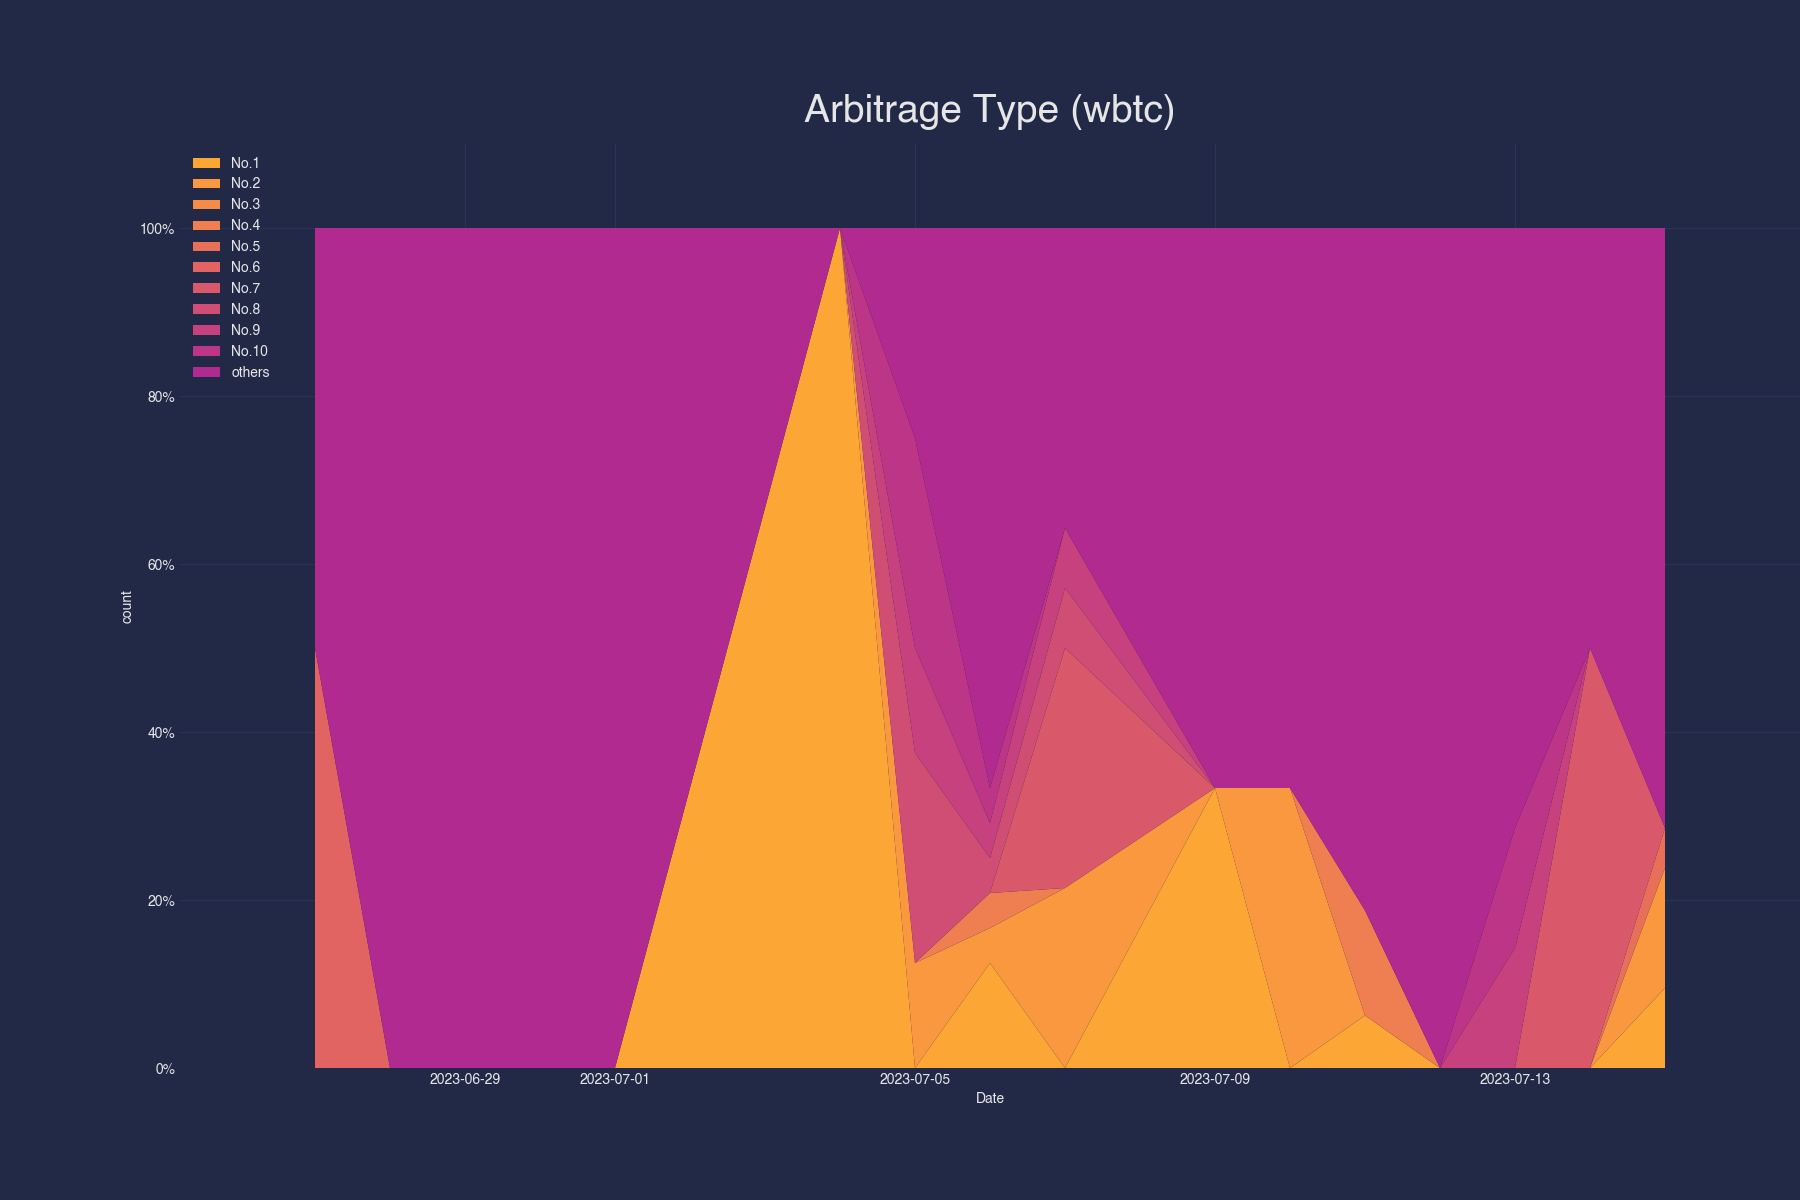 Arbitrage Type (wbtc)
No.1
No.2
No.3
No.4
No.5
No.6
No.7
No.8
No.9
No.10
others
100%
80%
60%
40%
20%
0%
count
2023-06-29 2023-07-01 2023-07-05 2023-07-09 2023-07-13
Date